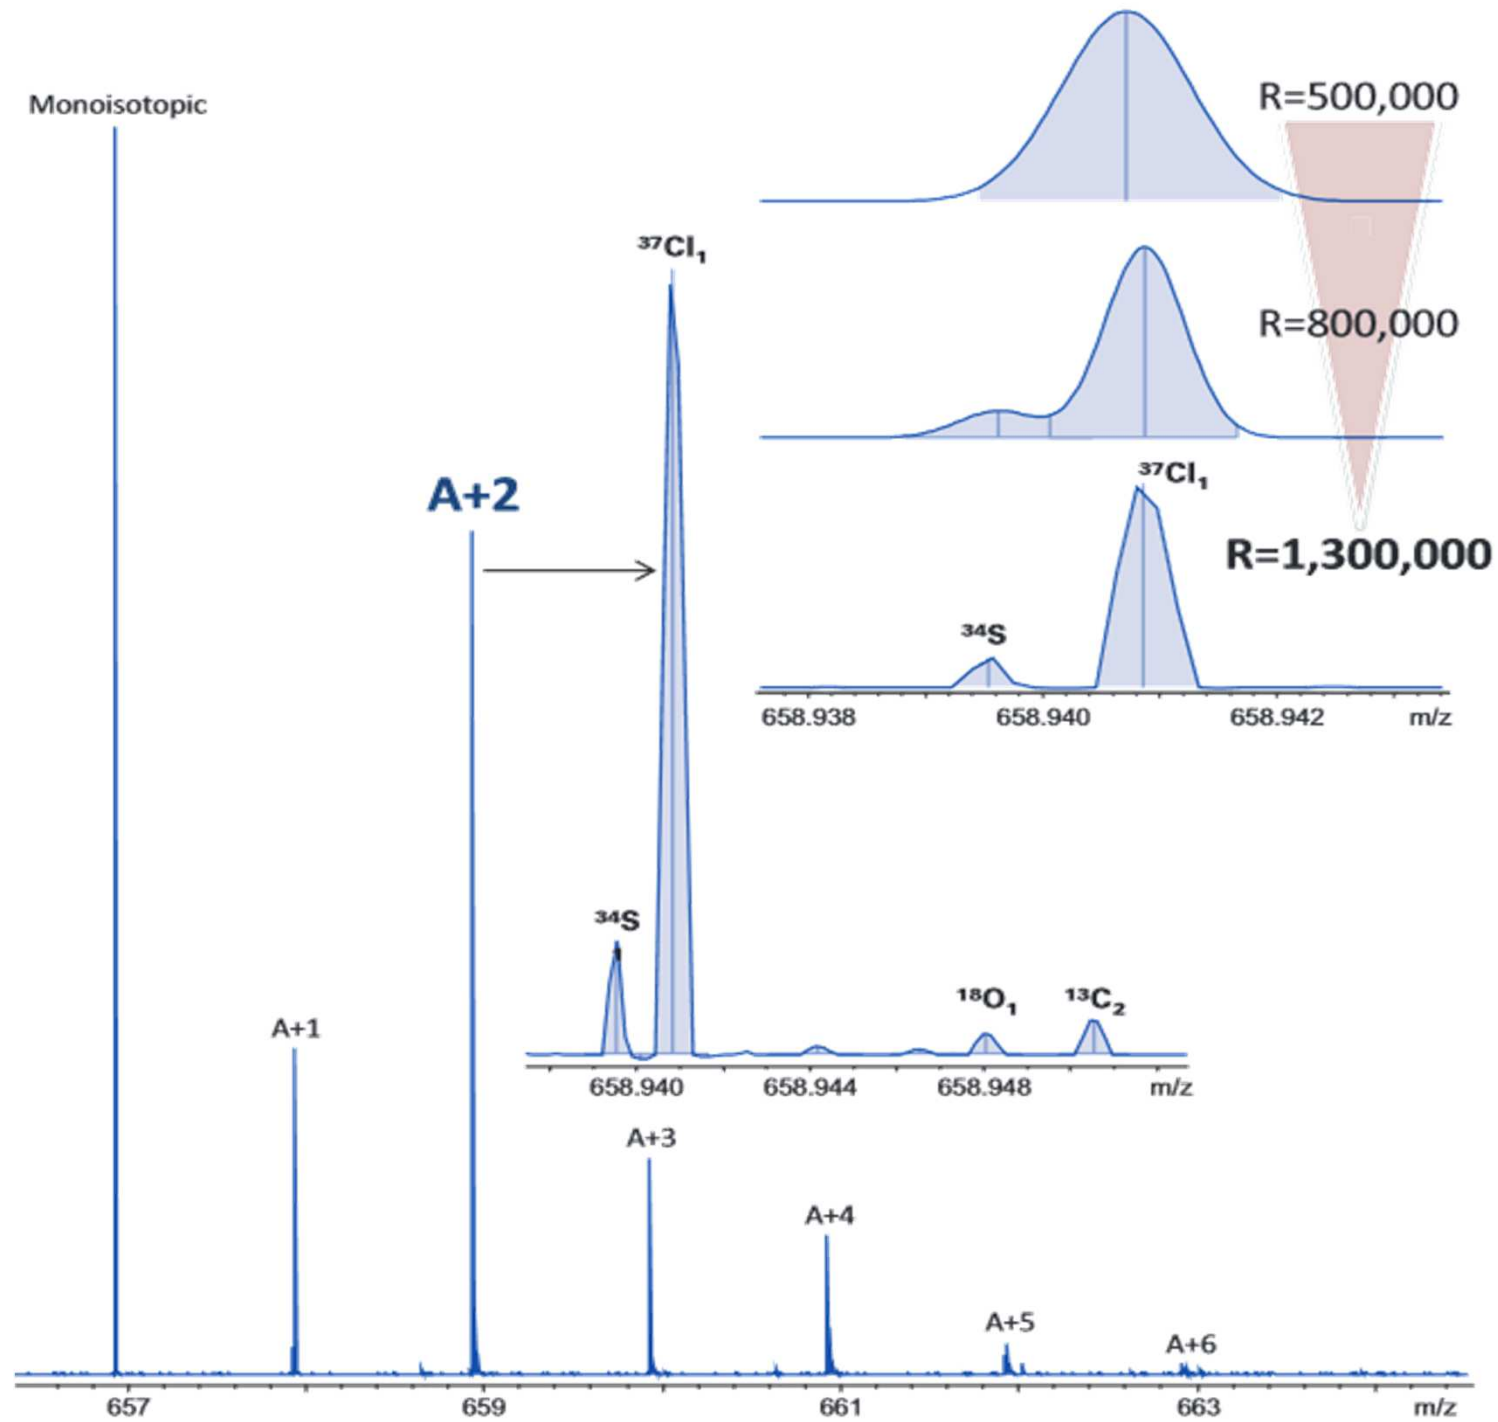 Monoisotopic
R=500,000
³⁷Cl₁
R=800,000
A+2
³⁷Cl₁
R=1,300,000
³⁴S
658.938 658.940 658.942 m/z
³⁴S
¹⁸O₁ ¹³C₂
A+1
658.940 658.944 658.948 m/z
A+3
A+4
A+5
A+6
657 659 661 663 m/z